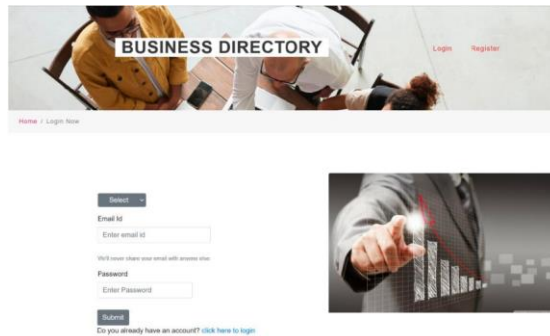 BUSINESS DIRECTORY
Login Register
Home / Login Now
Select
Email Id
Enter email id
We'll never share your email with anyone else
Password
Enter Password
Submit
Do you already have an account? click here to login